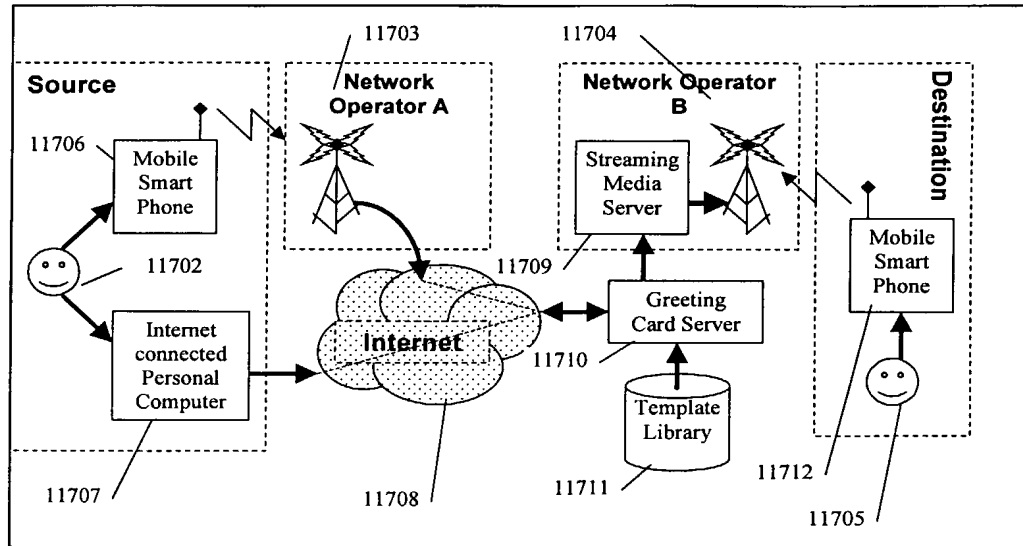 11703
11704
Source
Network
Operator A
Network Operator
B
Destination
11706
Mobile
Smart
Phone
Streaming
Media
Server
11702
11709
Mobile
Smart
Phone
Internet
connected
Personal
Computer
Internet
Greeting
Card Server
11710
Template
Library
11707
11708
11711
11712
11705